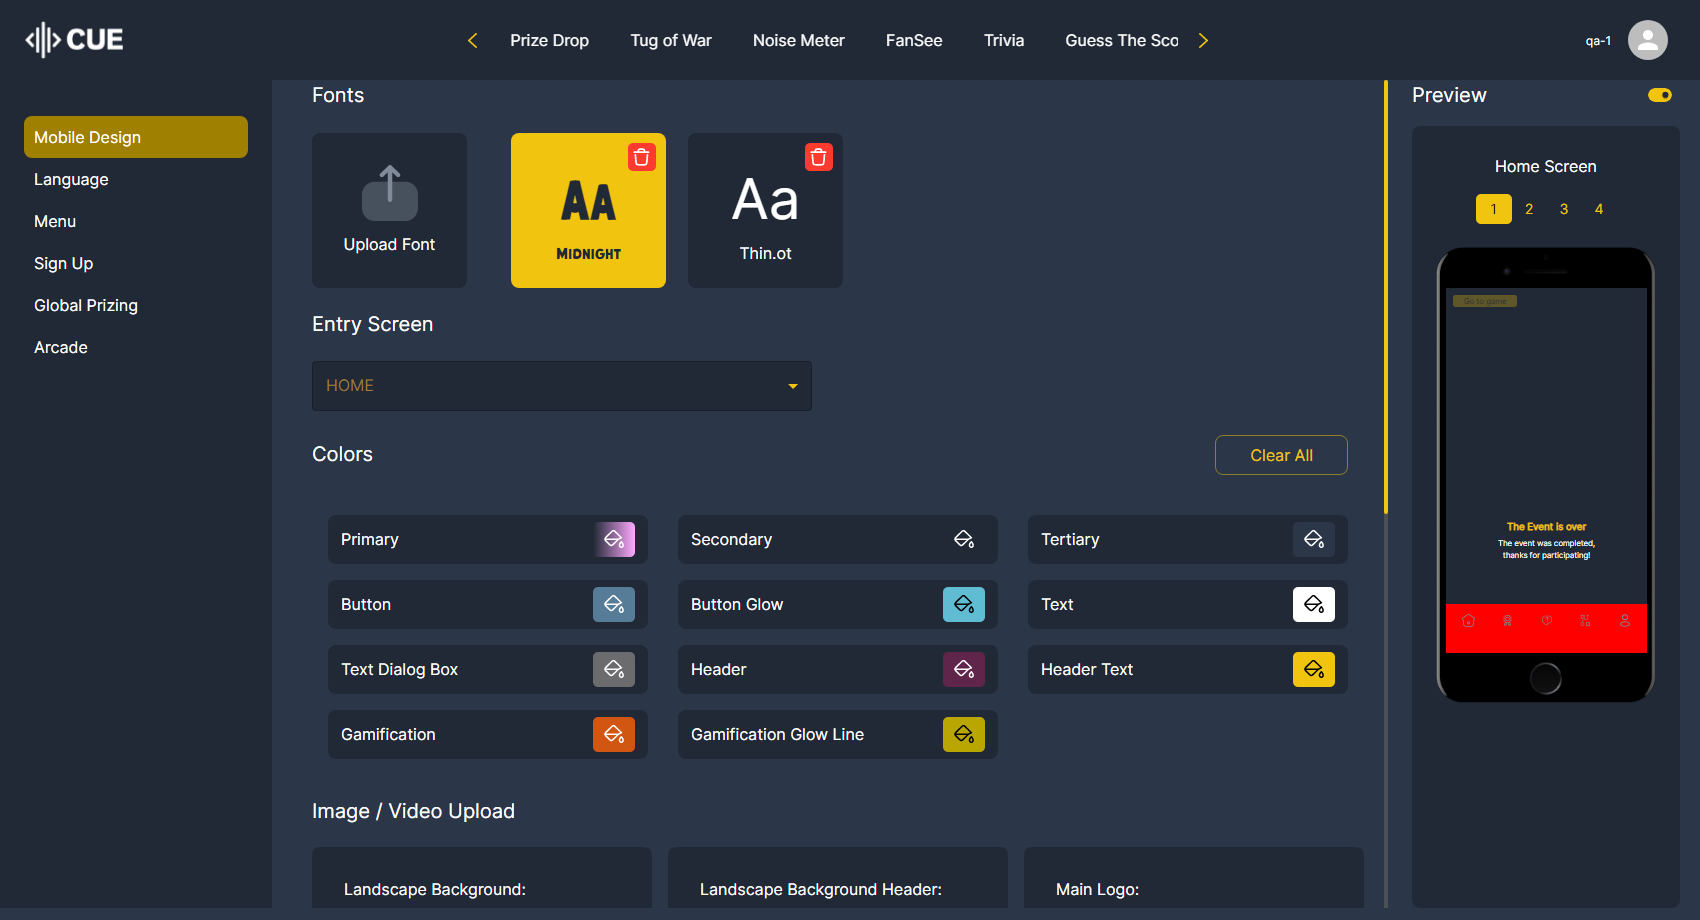 CUE
Prize Drop
Tug of War
Noise Meter
FanSee
Trivia
Guess The Sco
qa-1
Mobile Design
Language
Menu
Sign Up
Global Prizing
Arcade
Fonts
Upload Font
AA
MIDNIGHT
Aa
Thin.ot
Entry Screen
HOME
Colors
Clear All
Primary
Secondary
Tertiary
Button
Button Glow
Text
Text Dialog Box
Header
Header Text
Gamification
Gamification Glow Line
Image / Video Upload
Landscape Background:
Landscape Background Header:
Main Logo:
Preview
Home Screen
1 2 3 4
Go to game
The Event is over
The event was completed,
thanks for participating!